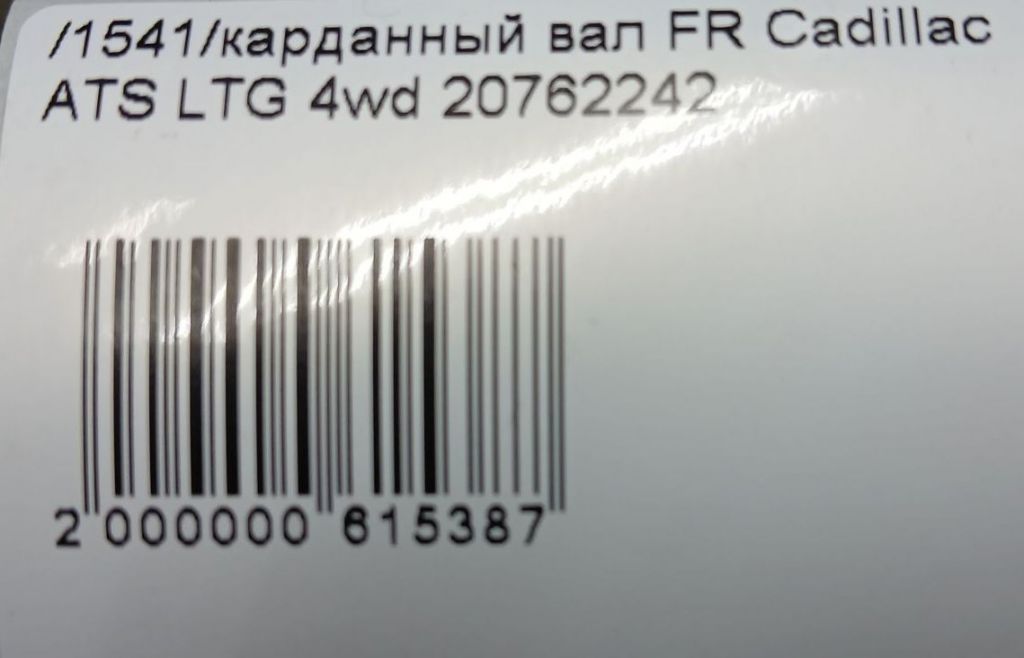 /1541/карданный вал FR Cadillac
ATS LTG 4wd 20762242
2 000000 615387